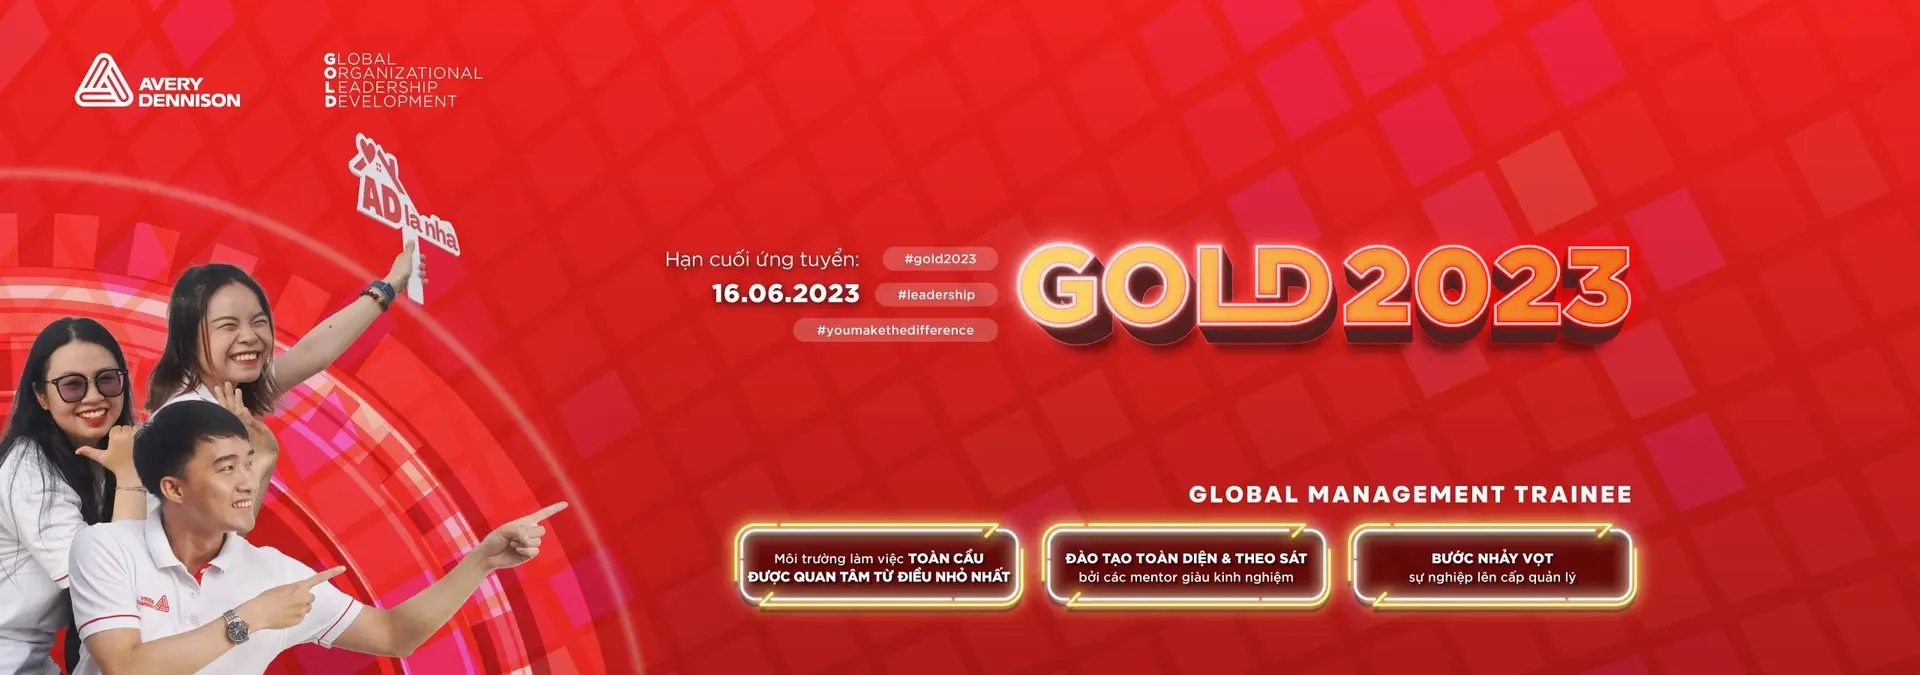 AVERY
DENNISON
GLOBAL
ORGANIZATIONAL
LEADERSHIP
DEVELOPMENT
AD la nha
Hạn cuối ứng tuyển:
16.06.2023
#gold2023
#leadership
#youmakethedifference
GOLD 2023
GLOBAL MANAGEMENT TRAINEE
Môi trường làm việc TOÀN CẦU
ĐƯỢC QUAN TÂM TỪ ĐIỀU NHỎ NHẤT
ĐÀO TẠO TOÀN DIỆN & THEO SÁT
bởi các mentor giàu kinh nghiệm
BƯỚC NHẢY VỌT
sự nghiệp lên cấp quản lý